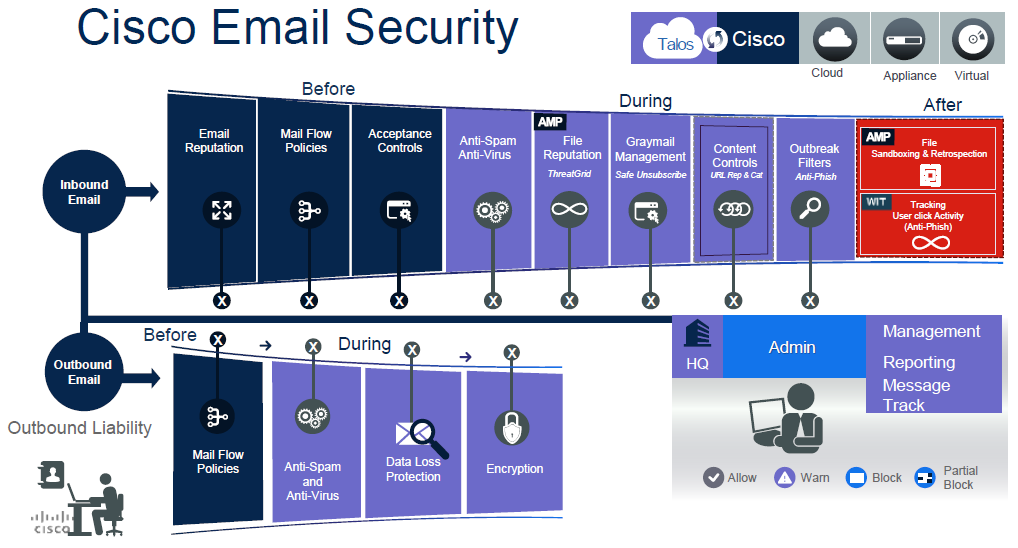 Cisco Email Security
Talos
Cisco
Cloud
Appliance
Virtual
Before
During
After
Inbound
Email
Email
Reputation
Mail Flow
Policies
Acceptance
Controls
Anti-Spam
Anti-Virus
AMP
File
Reputation
ThreatGrid
Graymail
Management
Safe Unsubscribe
Content
Controls
URL Rep & Cat
Outbreak
Filters
Anti-Phish
AMP
File
Sandboxing & Retrospection
WIT
Tracking
User click Activity
(Anti-Phish)
X
X
X
X
X
X
X
X
Before
During
X
X
X
X
Outbound
Email
Outbound Liability
Mail Flow
Policies
Anti-Spam
and
Anti-Virus
Data Loss
Protection
Encryption
CISCO
HQ
Admin
Management
Reporting
Message
Track
Allow
Warn
Block
Partial
Block